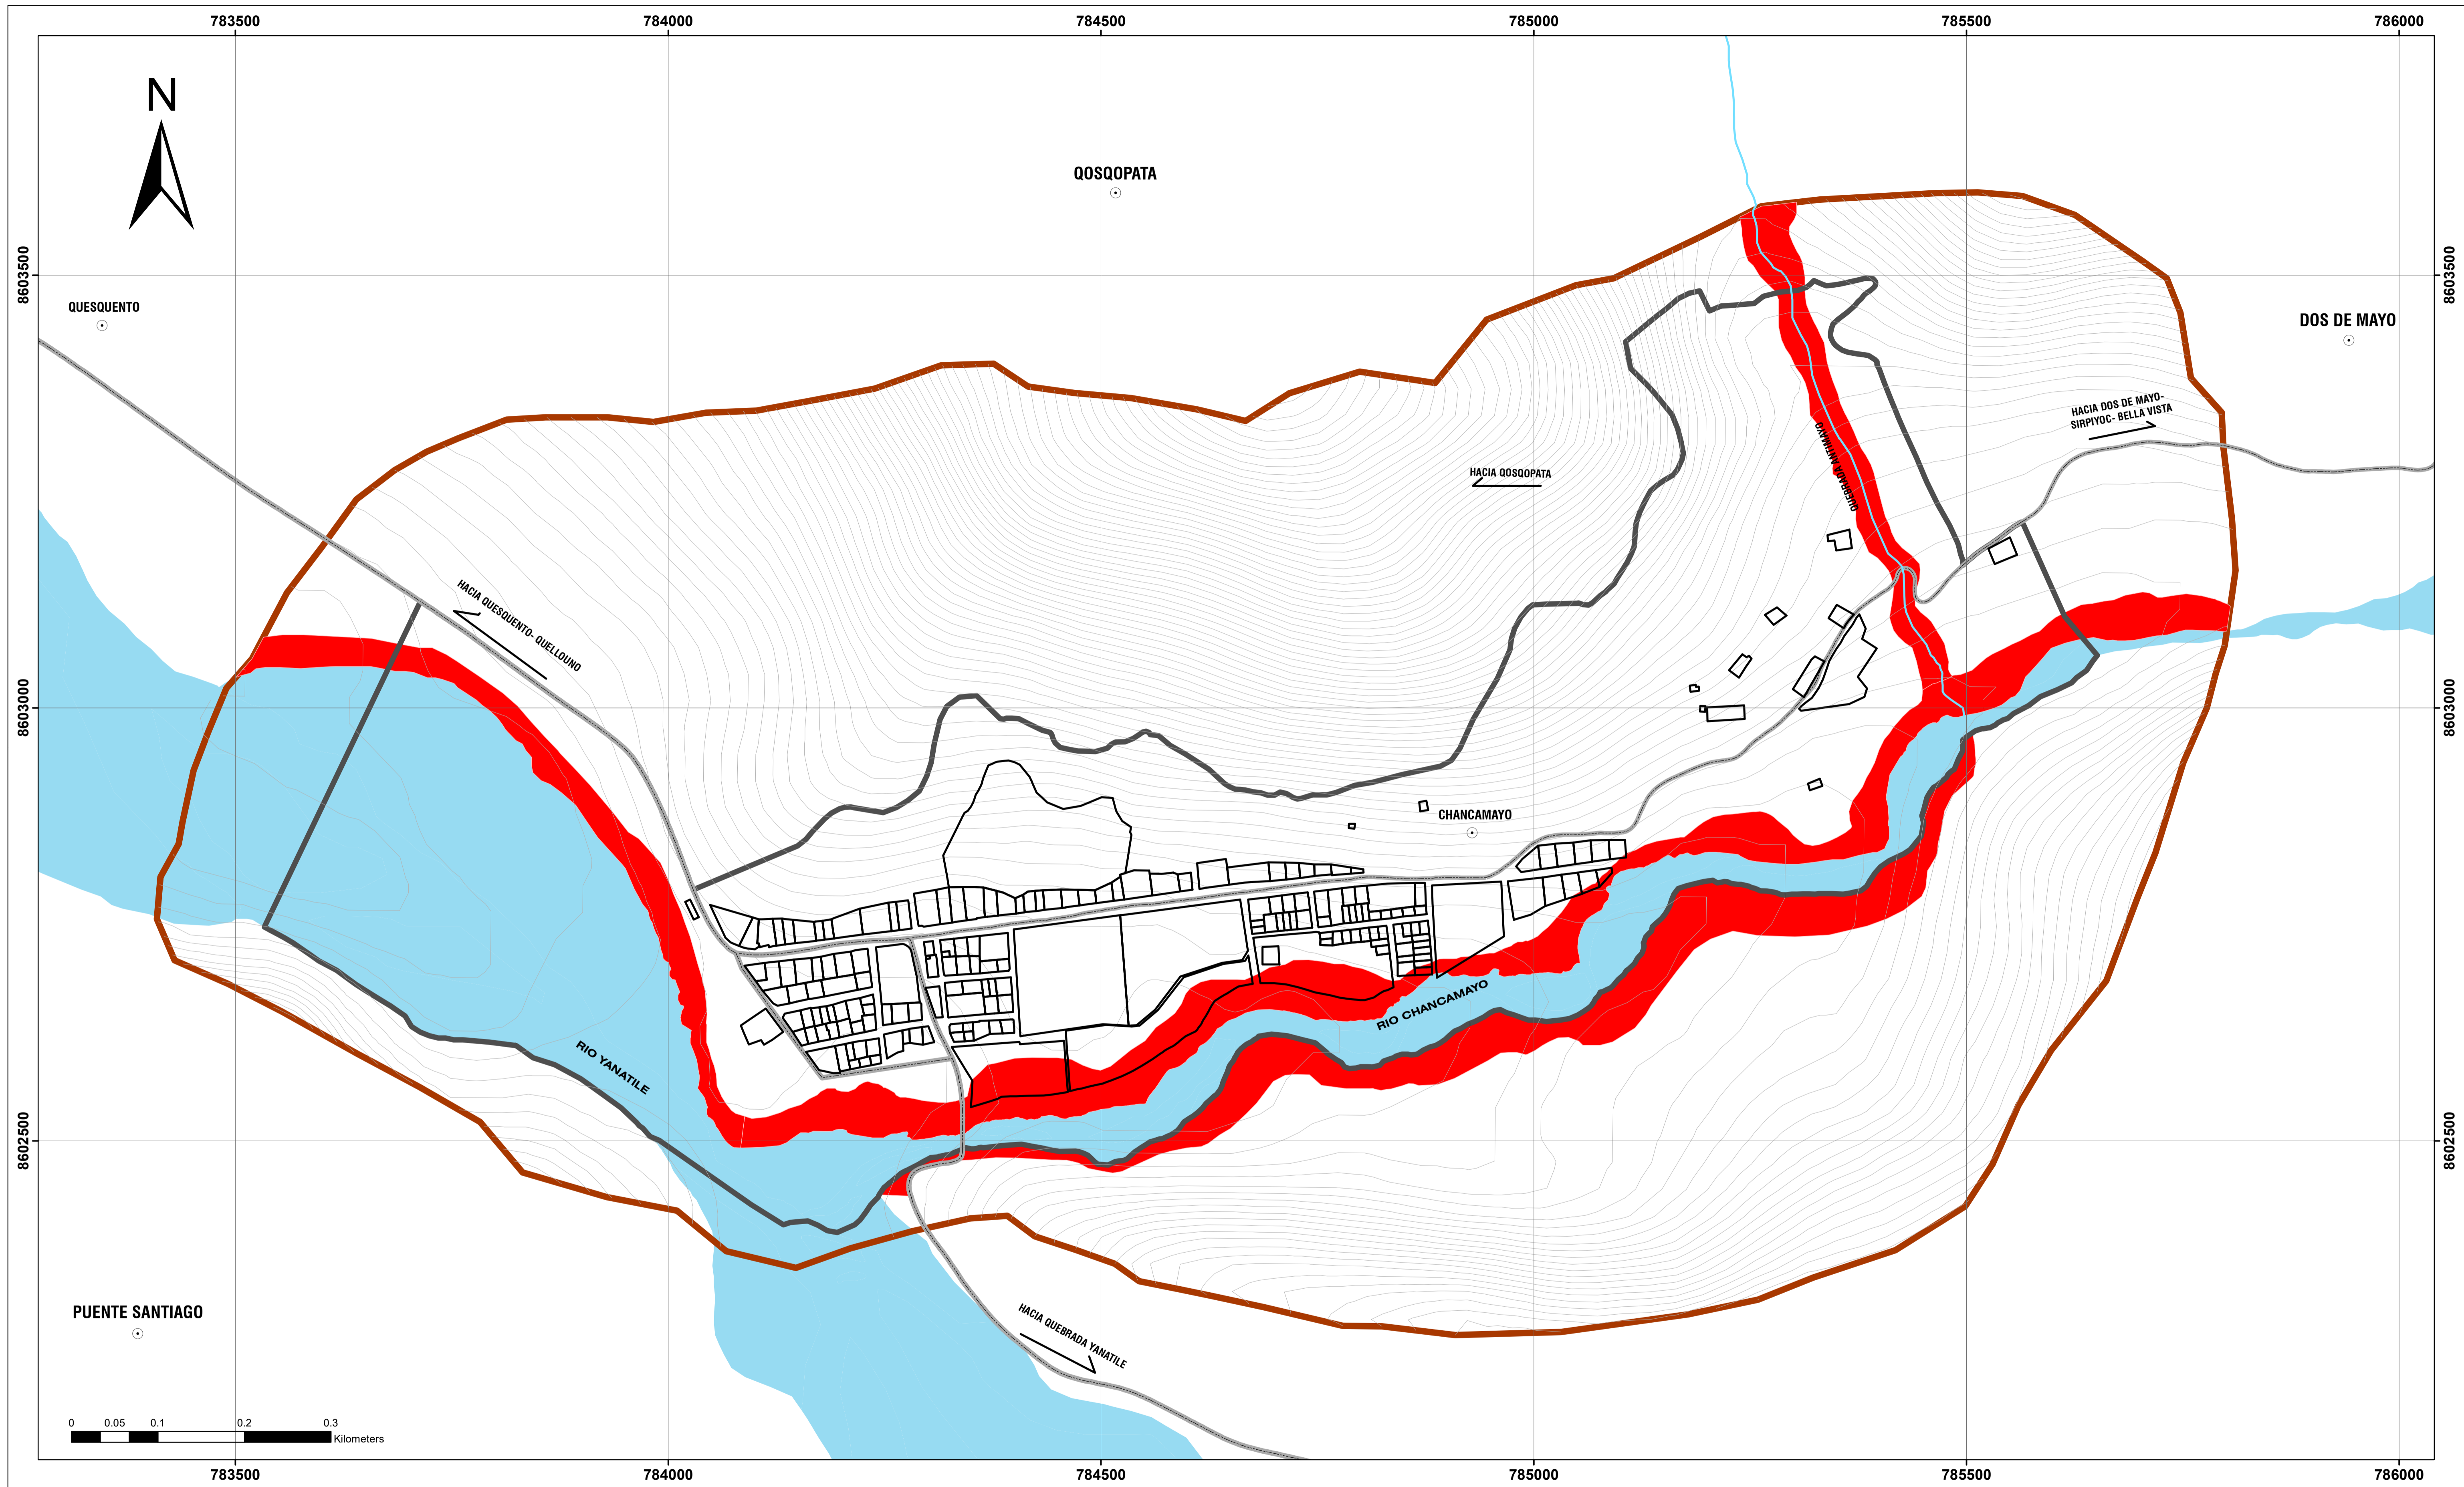 783500 784000 784500 785000 785500 786000
N
QOSQOPATA
8603500
8603500
QUESQUENTO
DOS DE MAYO
HACIA DOS DE MAYO-
SIRPIYOC- BELLA VISTA
HACIA QOSQOPATA
QUEBRADA ANTIMAYO
HACIA QUESQUENTO- QUELLOUNO
8603000
8603000
CHANCAMAYO
RIO CHANCAMAYO
RIO YANATILE
8602500
8602500
PUENTE SANTIAGO
HACIA QUEBRADA YANATILE
0 0.05 0.1 0.2 0.3
Kilometers
783500 784000 784500 785000 785500 786000